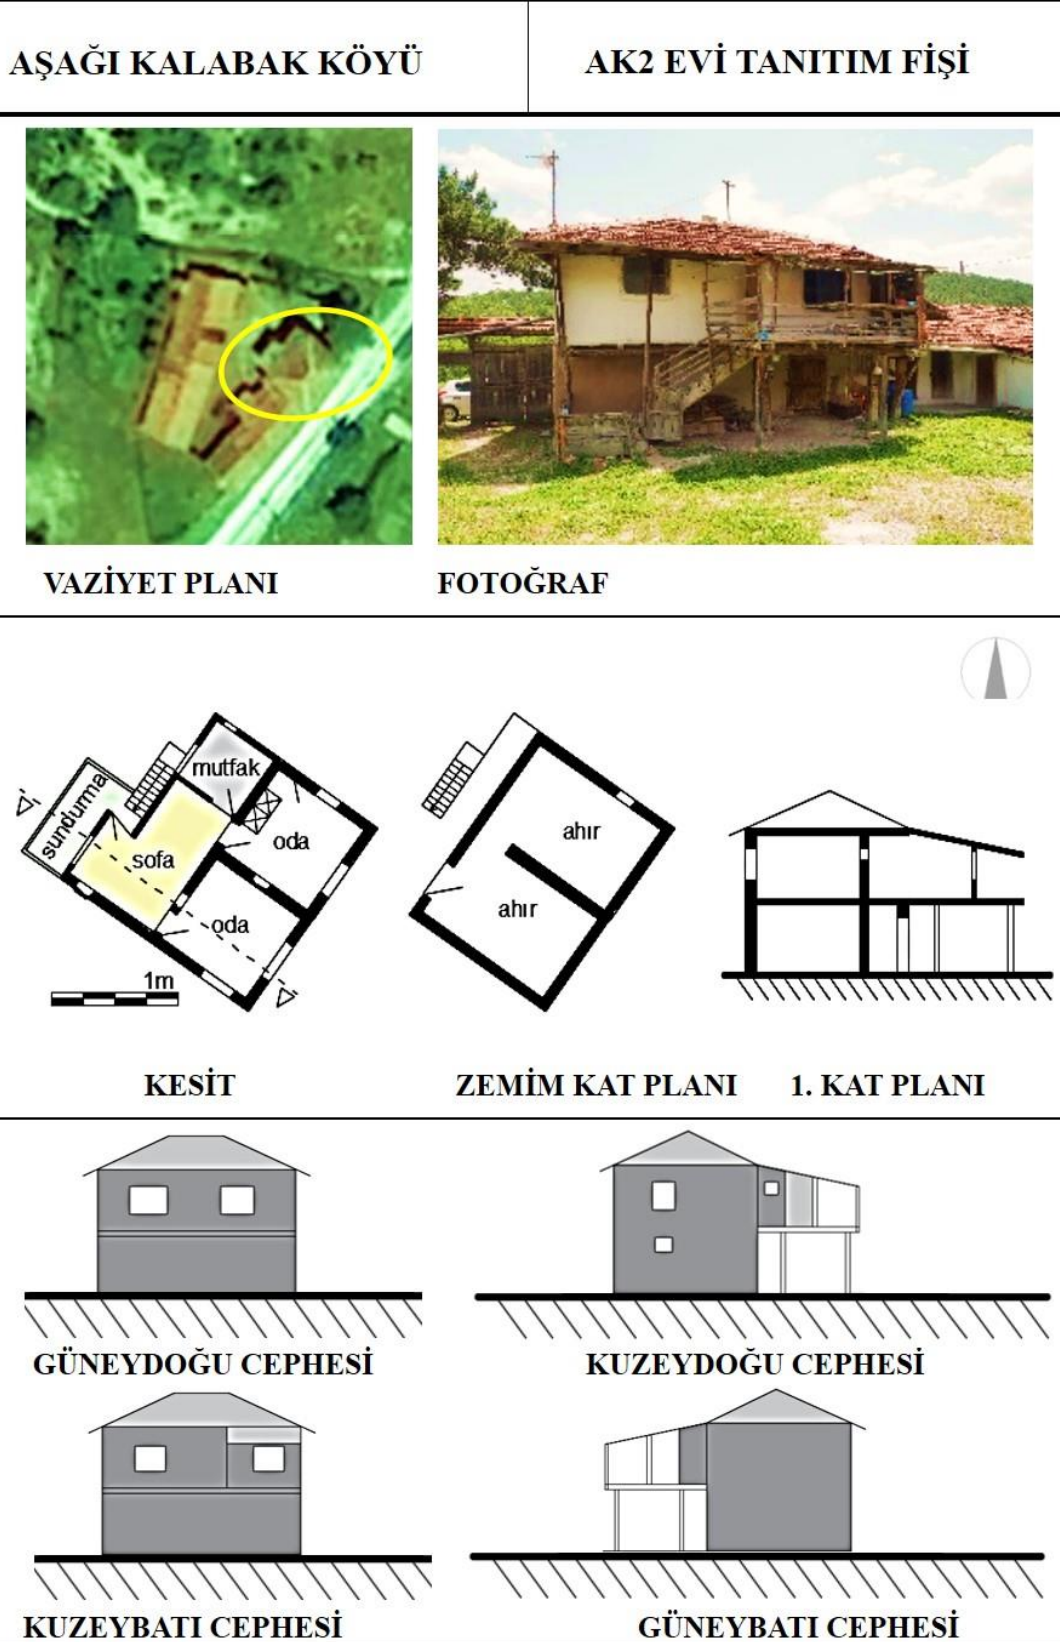 AŞAĞI KALABAK KÖYÜ
AK2 EVİ TANITIM FİŞİ
VAZİYET PLANI
FOTOĞRAF
mutfak
sundurma
sofa
oda
oda
1m
ahır
ahır
KESİT
ZEMİM KAT PLANI
1. KAT PLANI
GÜNEYDOĞU CEPHESİ
KUZEYDOĞU CEPHESİ
KUZEYBATI CEPHESİ
GÜNEYBATI CEPHESİ